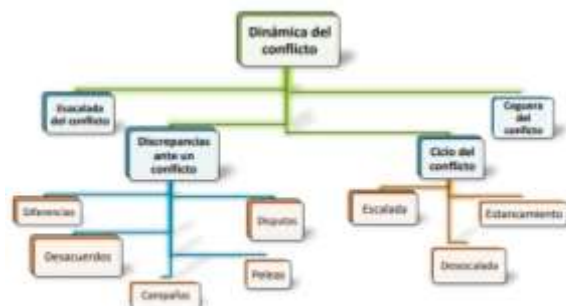 Dinámica del
conflicto
Esacalada
del conflicto
Ceguera del
conflicto
Discrepancias
ante un
conflicto
Ciclo del
conflicto
Diferencias
Disputas
Desacuerdos
Peleas
Campañas
Escalada
Estancamiento
Desescalada